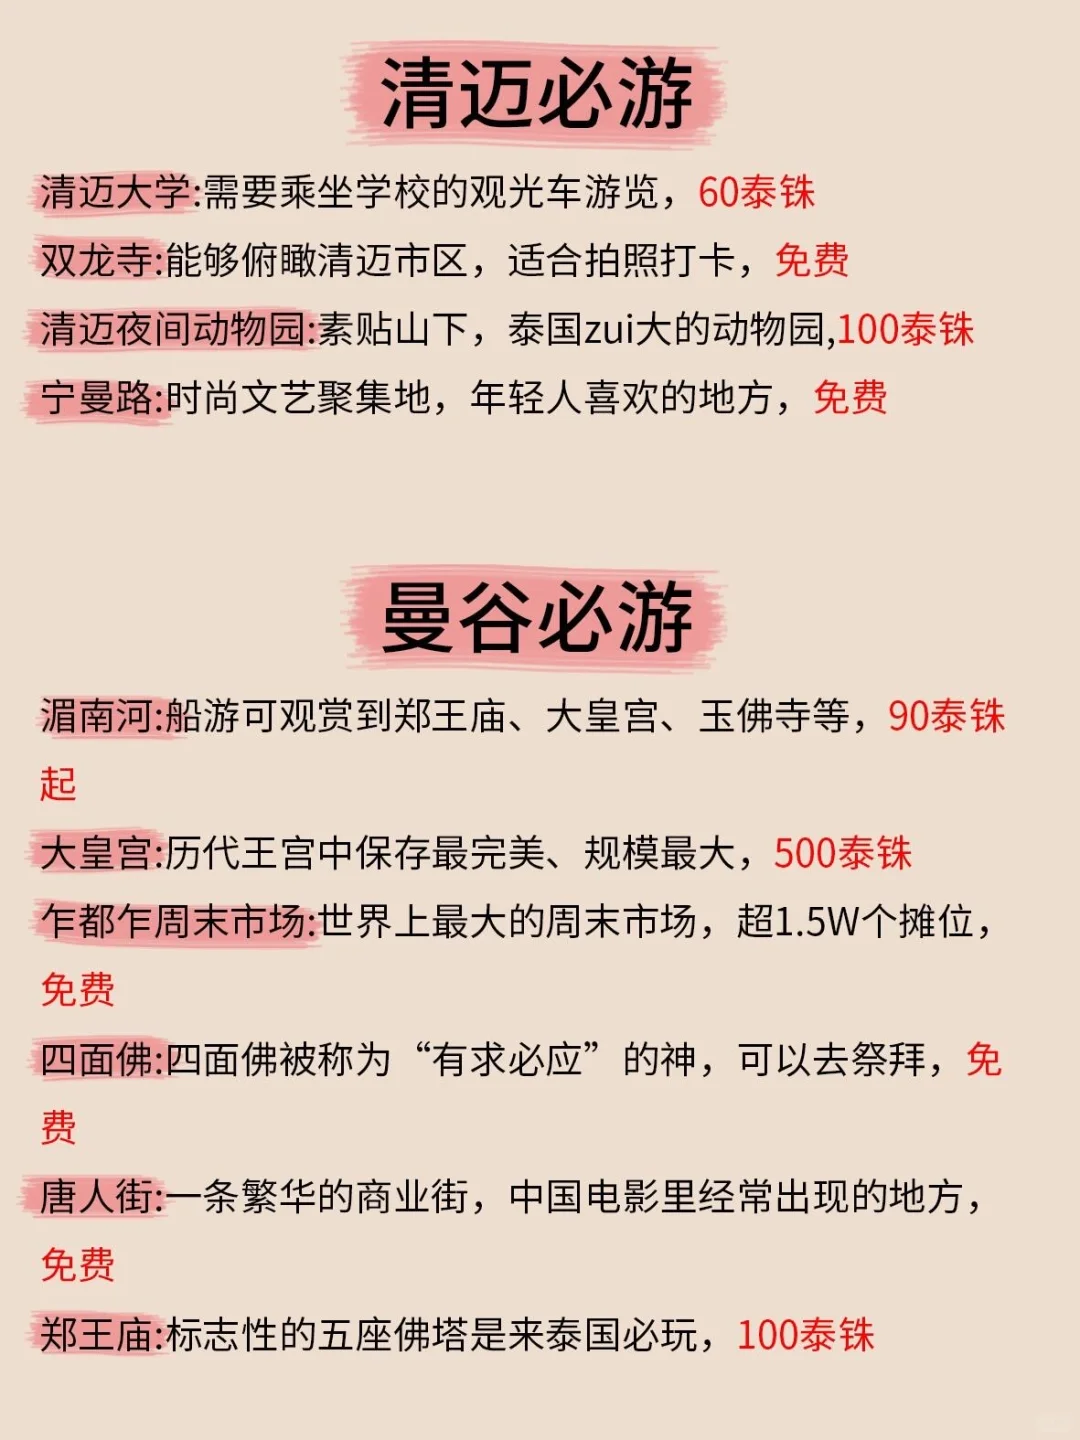 清迈必游
清迈大学:需要乘坐学校的观光车游览，60泰铢
双龙寺:能够俯瞰清迈市区，适合拍照打卡，免费
清迈夜间动物园:素贴山下，泰国zui大的动物园,100泰铢
宁曼路:时尚文艺聚集地，年轻人喜欢的地方，免费
曼谷必游
湄南河:船游可观赏到郑王庙、大皇宫、玉佛寺等，90泰铢
起
大皇宫:历代王宫中保存最完美、规模最大，500泰铢
乍都乍周末市场:世界上最大的周末市场，超1.5W个摊位，
免费
四面佛:四面佛被称为“有求必应”的神，可以去祭拜，免
费
唐人街:一条繁华的商业街，中国电影里经常出现的地方，
免费
郑王庙:标志性的五座佛塔是来泰国必玩，100泰铢